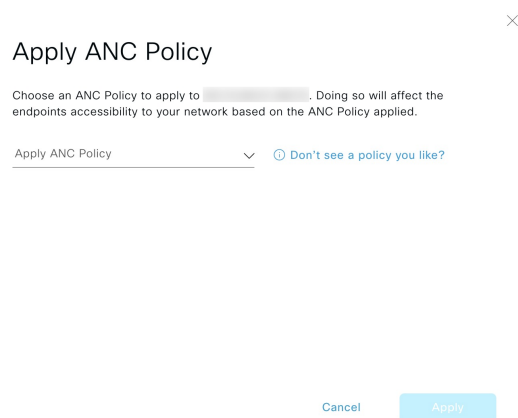 Apply ANC Policy
Choose an ANC Policy to apply to . Doing so will affect the
endpoints accessibility to your network based on the ANC Policy applied.
Apply ANC Policy
Don't see a policy you like?
Cancel
Apply